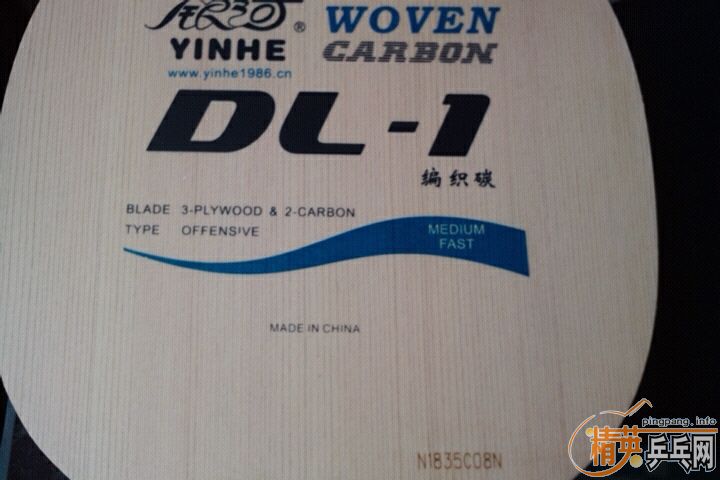 银河®
YINHE
www.yinhe1986.cn
WOVEN
CARBON
DL-1
编织碳
BLADE 3-PLYWOOD & 2-CARBON
TYPE OFFENSIVE
MEDIUM
FAST
MADE IN CHINA
N1835C08N
pingpang.info
精英乒乓网